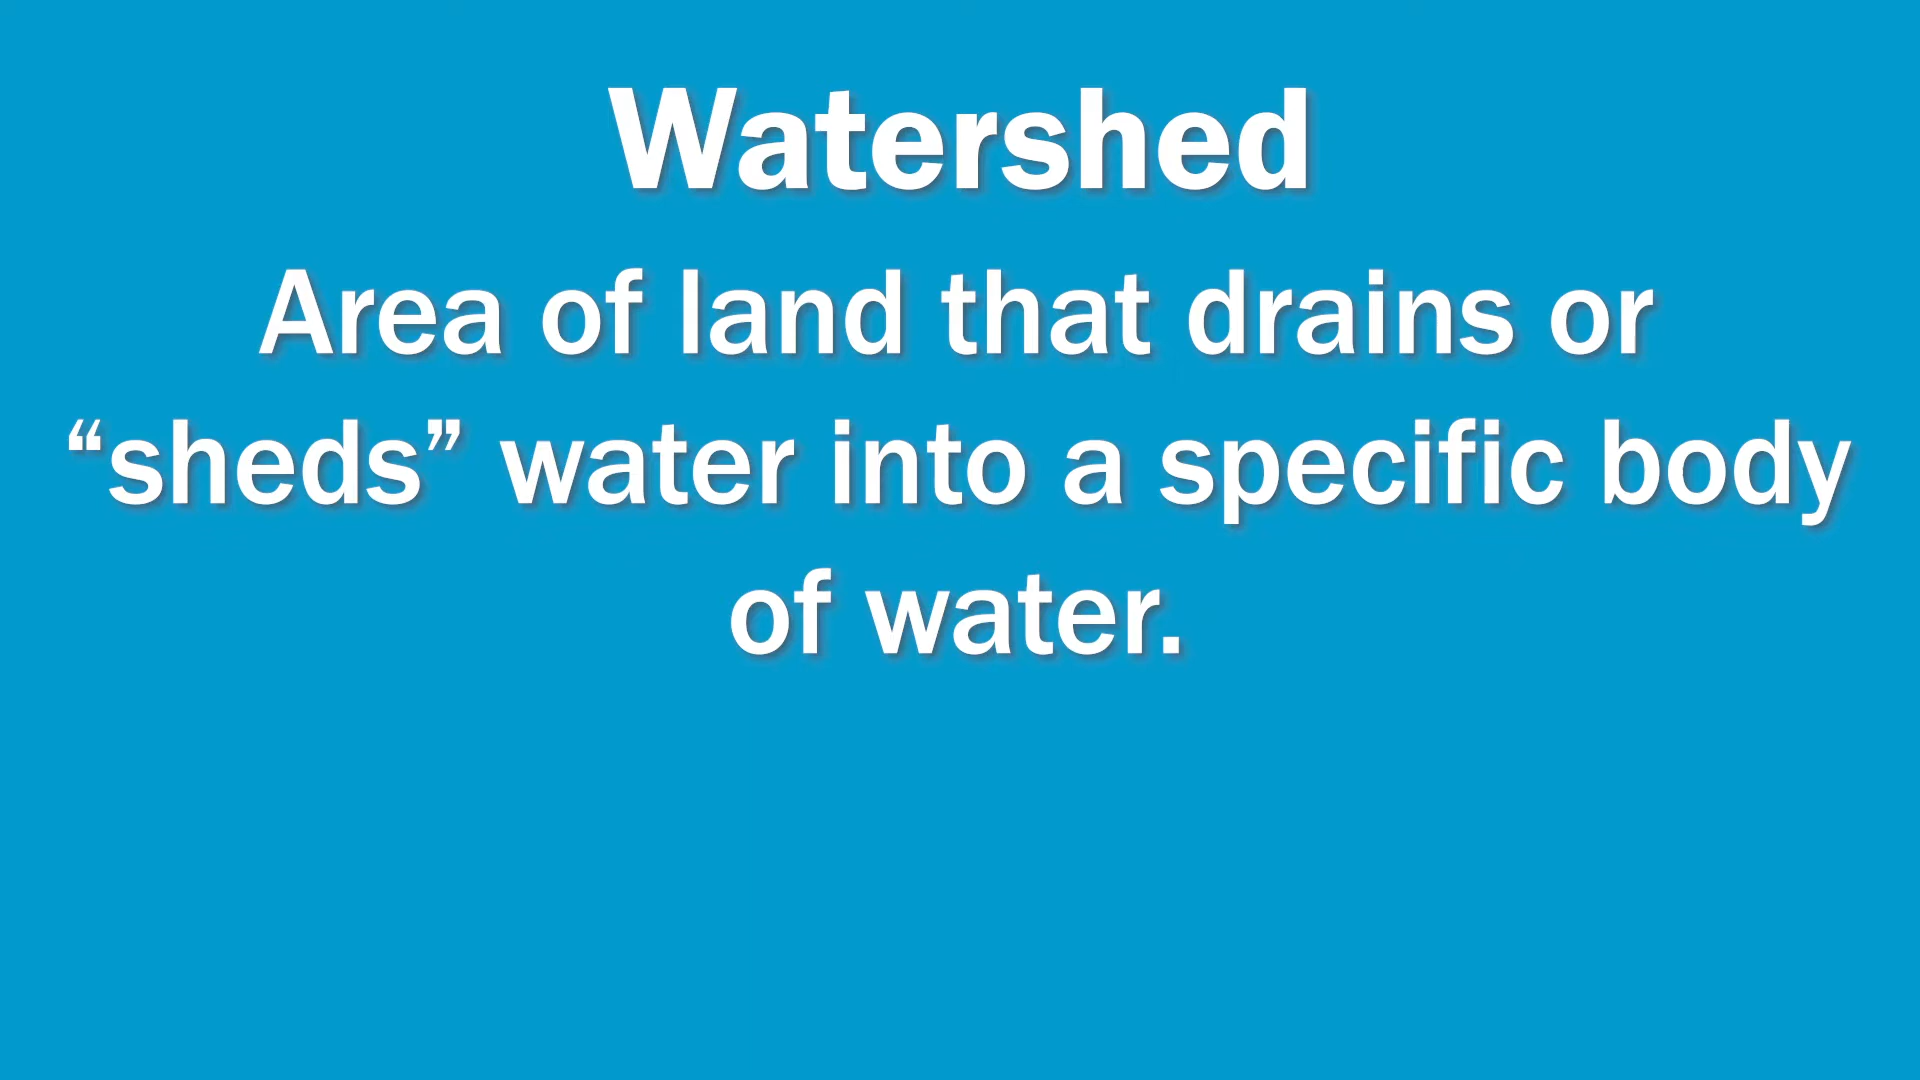 Watershed
Area of land that drains or
“sheds” water into a specific body
of water.